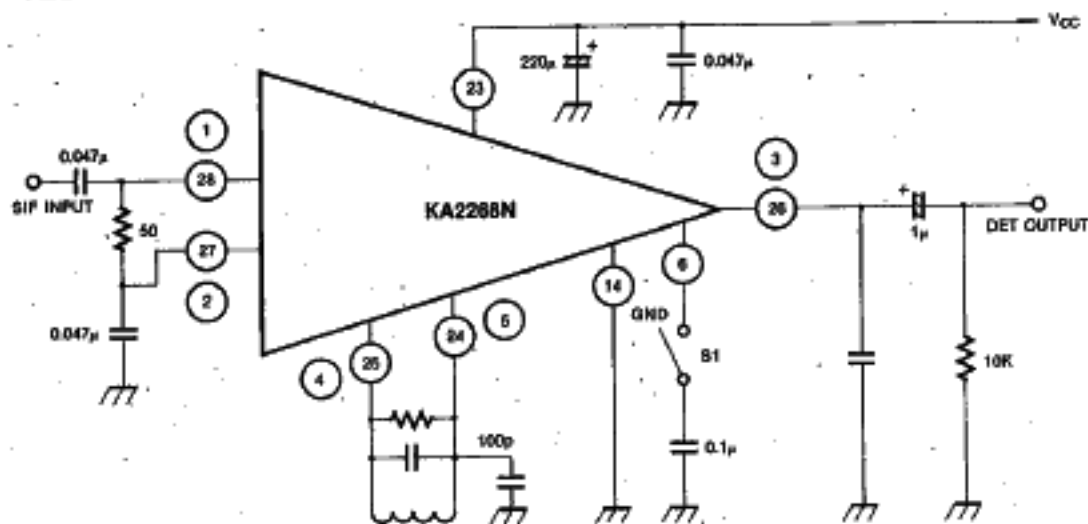 Vcc
220µ
+
0.047µ
23
1
3
0.047µ
28
KA2268N
26
+
SIF INPUT
1µ
DET OUTPUT
50
27
6
2
14
GND
5
24
S1
0.047µ
4
25
10K
100p
0.1µ